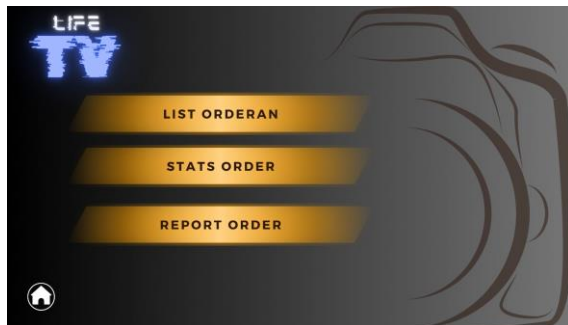 LIFE
TV
LIST ORDERAN
STATS ORDER
REPORT ORDER